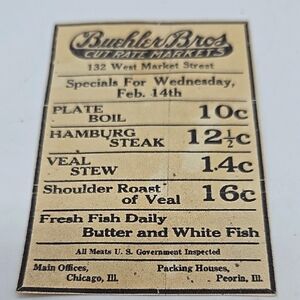 Buehler Bros
CUT RATE MARKETS
132 West Market Street
Specials For Wednesday,
Feb. 14th
PLATE
BOIL 10c
HAMBURG
STEAK 12½c
VEAL
STEW 14c
Shoulder Roast
of Veal 16c
Fresh Fish Daily
Butter and White Fish
All Meats U. S. Government Inspected
Main Offices, Packing Houses,
Chicago, Ill. Peoria, Ill.